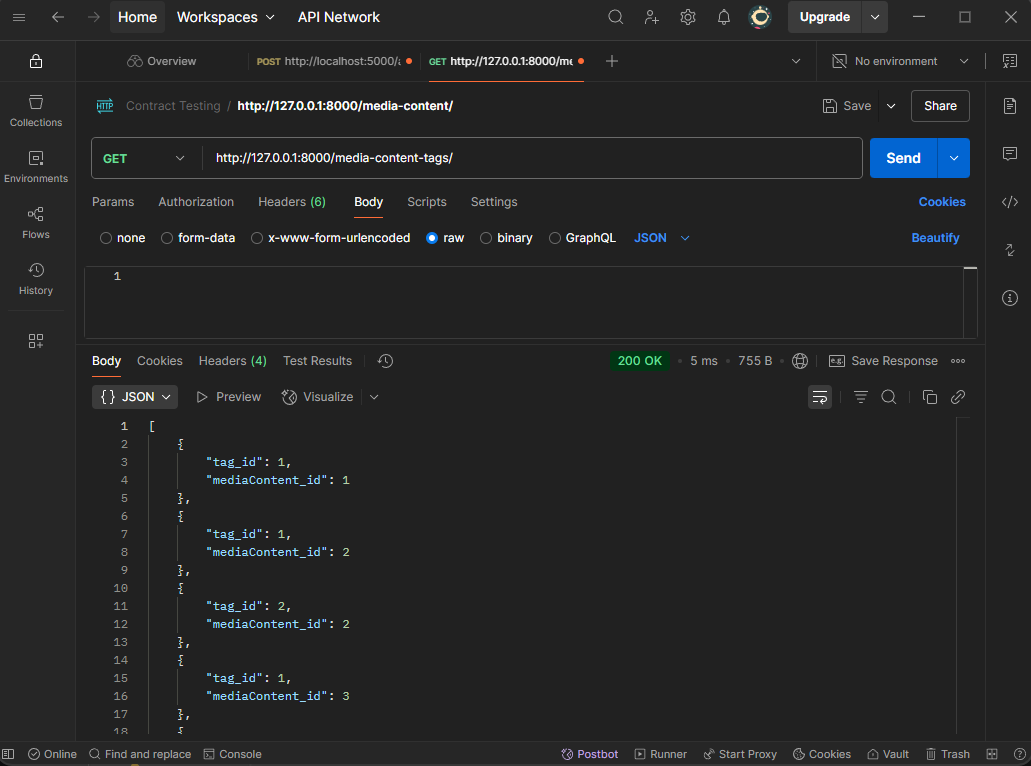 Home Workspaces API Network Upgrade
Overview POST http://localhost:5000/ GET http://127.0.0.1:8000/me No environment
HTTP Contract Testing / http://127.0.0.1:8000/media-content/ Save Share
GET http://127.0.0.1:8000/media-content-tags/ Send
Params Authorization Headers (6) Body Scripts Settings Cookies
none form-data x-www-form-urlencoded raw binary GraphQL JSON Beautify
1
Collections
Environments
Flows
History
Body Cookies Headers (4) Test Results 200 OK 5 ms 755 B e.g. Save Response
{} JSON Preview Visualize
1 [
2 {
3 "tag_id": 1,
4 "mediaContent_id": 1
5 },
6 {
7 "tag_id": 1,
8 "mediaContent_id": 2
9 },
10 {
11 "tag_id": 2,
12 "mediaContent_id": 2
13 },
14 {
15 "tag_id": 1,
16 "mediaContent_id": 3
17 },
18 {
Online Find and replace Console Postbot Runner Start Proxy Cookies Vault Trash